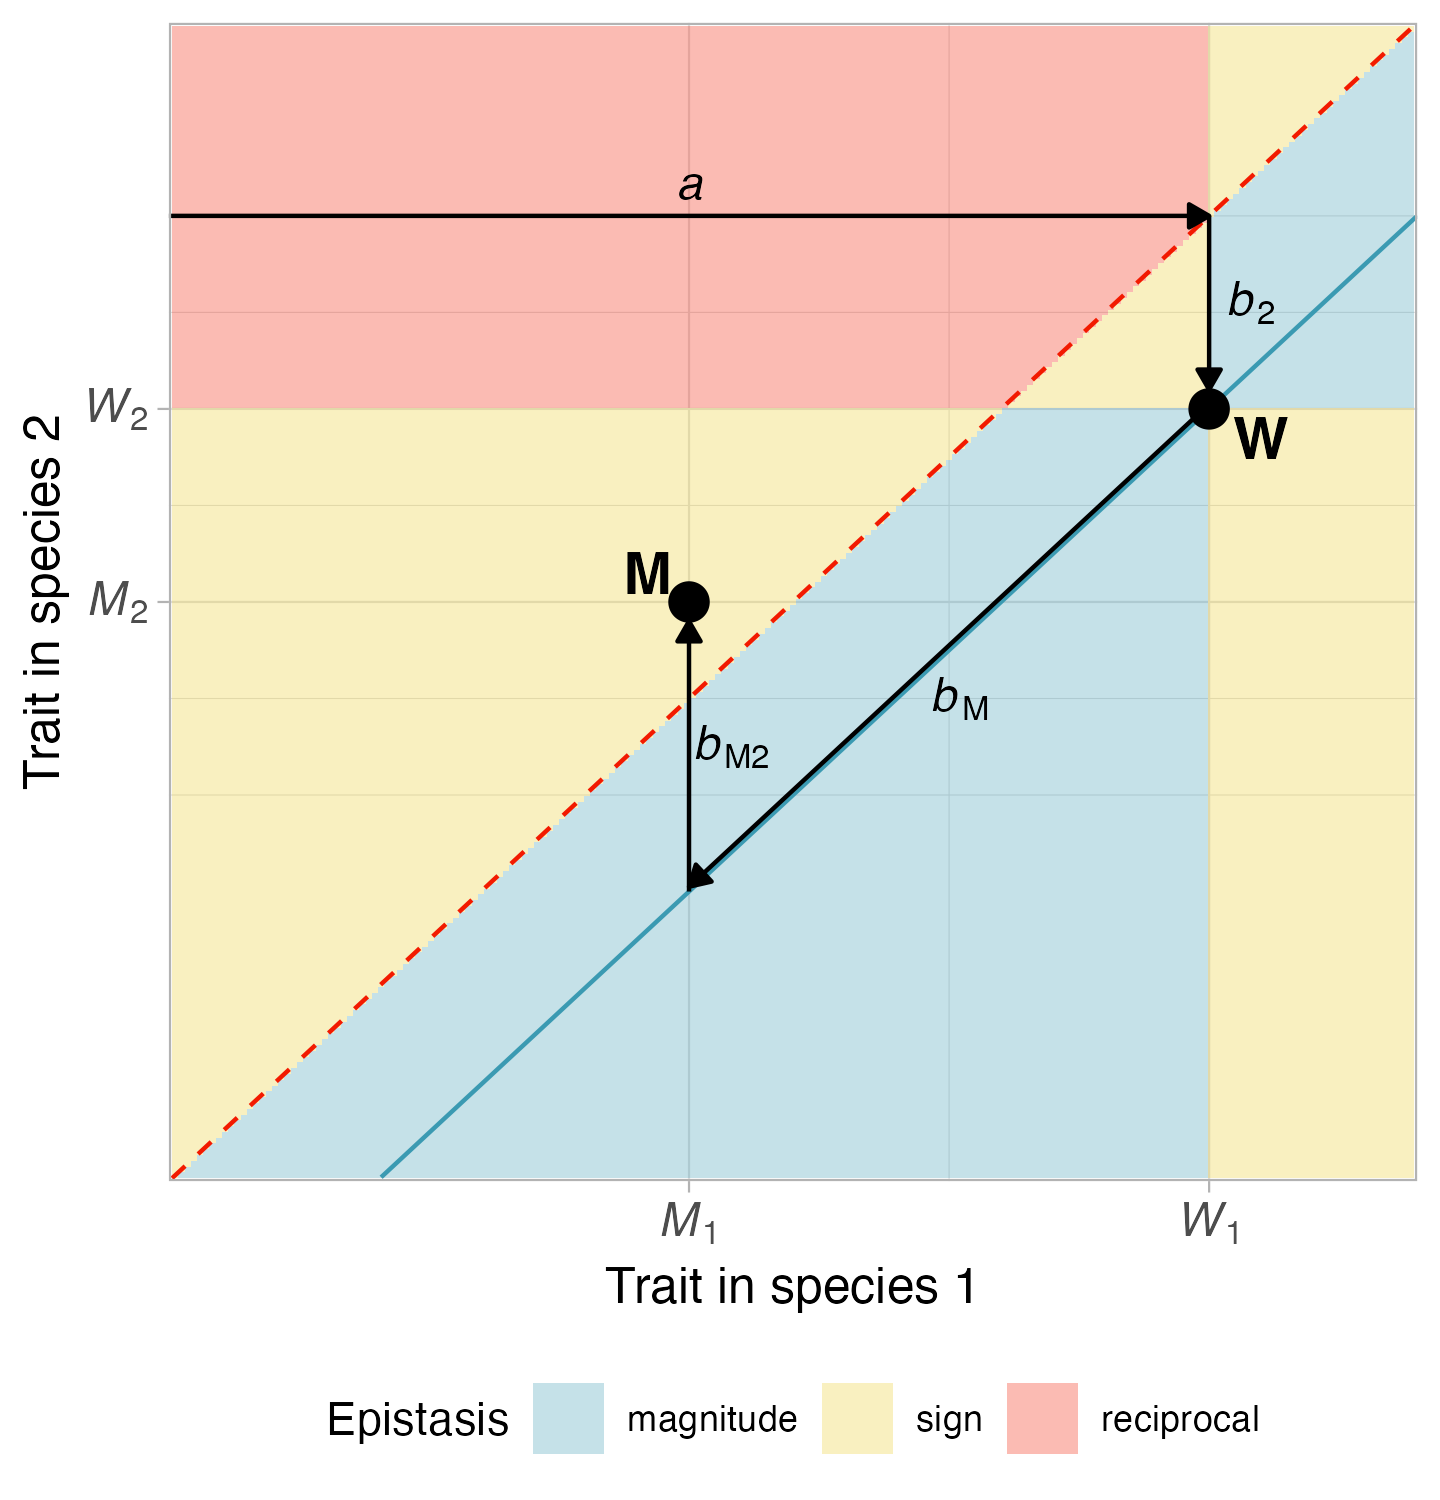 a
b2
W2
W
M
M2
bM
bM2
Trait in species 2
M1
W1
Trait in species 1
Epistasis magnitude sign reciprocal